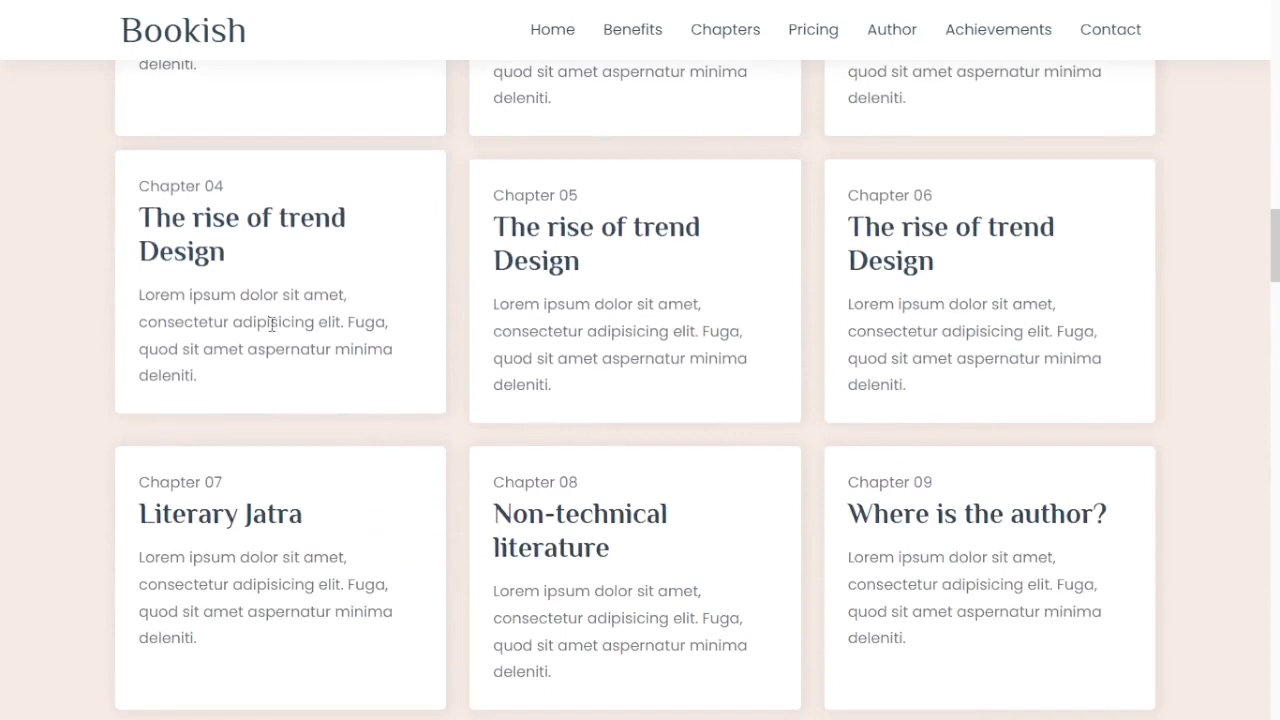 Bookish
Home Benefits Chapters Pricing Author Achievements Contact
deleniti.
quod sit amet aspernatur minima
deleniti.
quod sit amet aspernatur minima
deleniti.
Chapter 04
The rise of trend
Design
Lorem ipsum dolor sit amet,
consectetur adipisicing elit. Fuga,
quod sit amet aspernatur minima
deleniti.
Chapter 05
The rise of trend
Design
Lorem ipsum dolor sit amet,
consectetur adipisicing elit. Fuga,
quod sit amet aspernatur minima
deleniti.
Chapter 06
The rise of trend
Design
Lorem ipsum dolor sit amet,
consectetur adipisicing elit. Fuga,
quod sit amet aspernatur minima
deleniti.
Chapter 07
Literary Jatra
Lorem ipsum dolor sit amet,
consectetur adipisicing elit. Fuga,
quod sit amet aspernatur minima
deleniti.
Chapter 08
Non-technical
literature
Lorem ipsum dolor sit amet,
consectetur adipisicing elit. Fuga,
quod sit amet aspernatur minima
deleniti.
Chapter 09
Where is the author?
Lorem ipsum dolor sit amet,
consectetur adipisicing elit. Fuga,
quod sit amet aspernatur minima
deleniti.